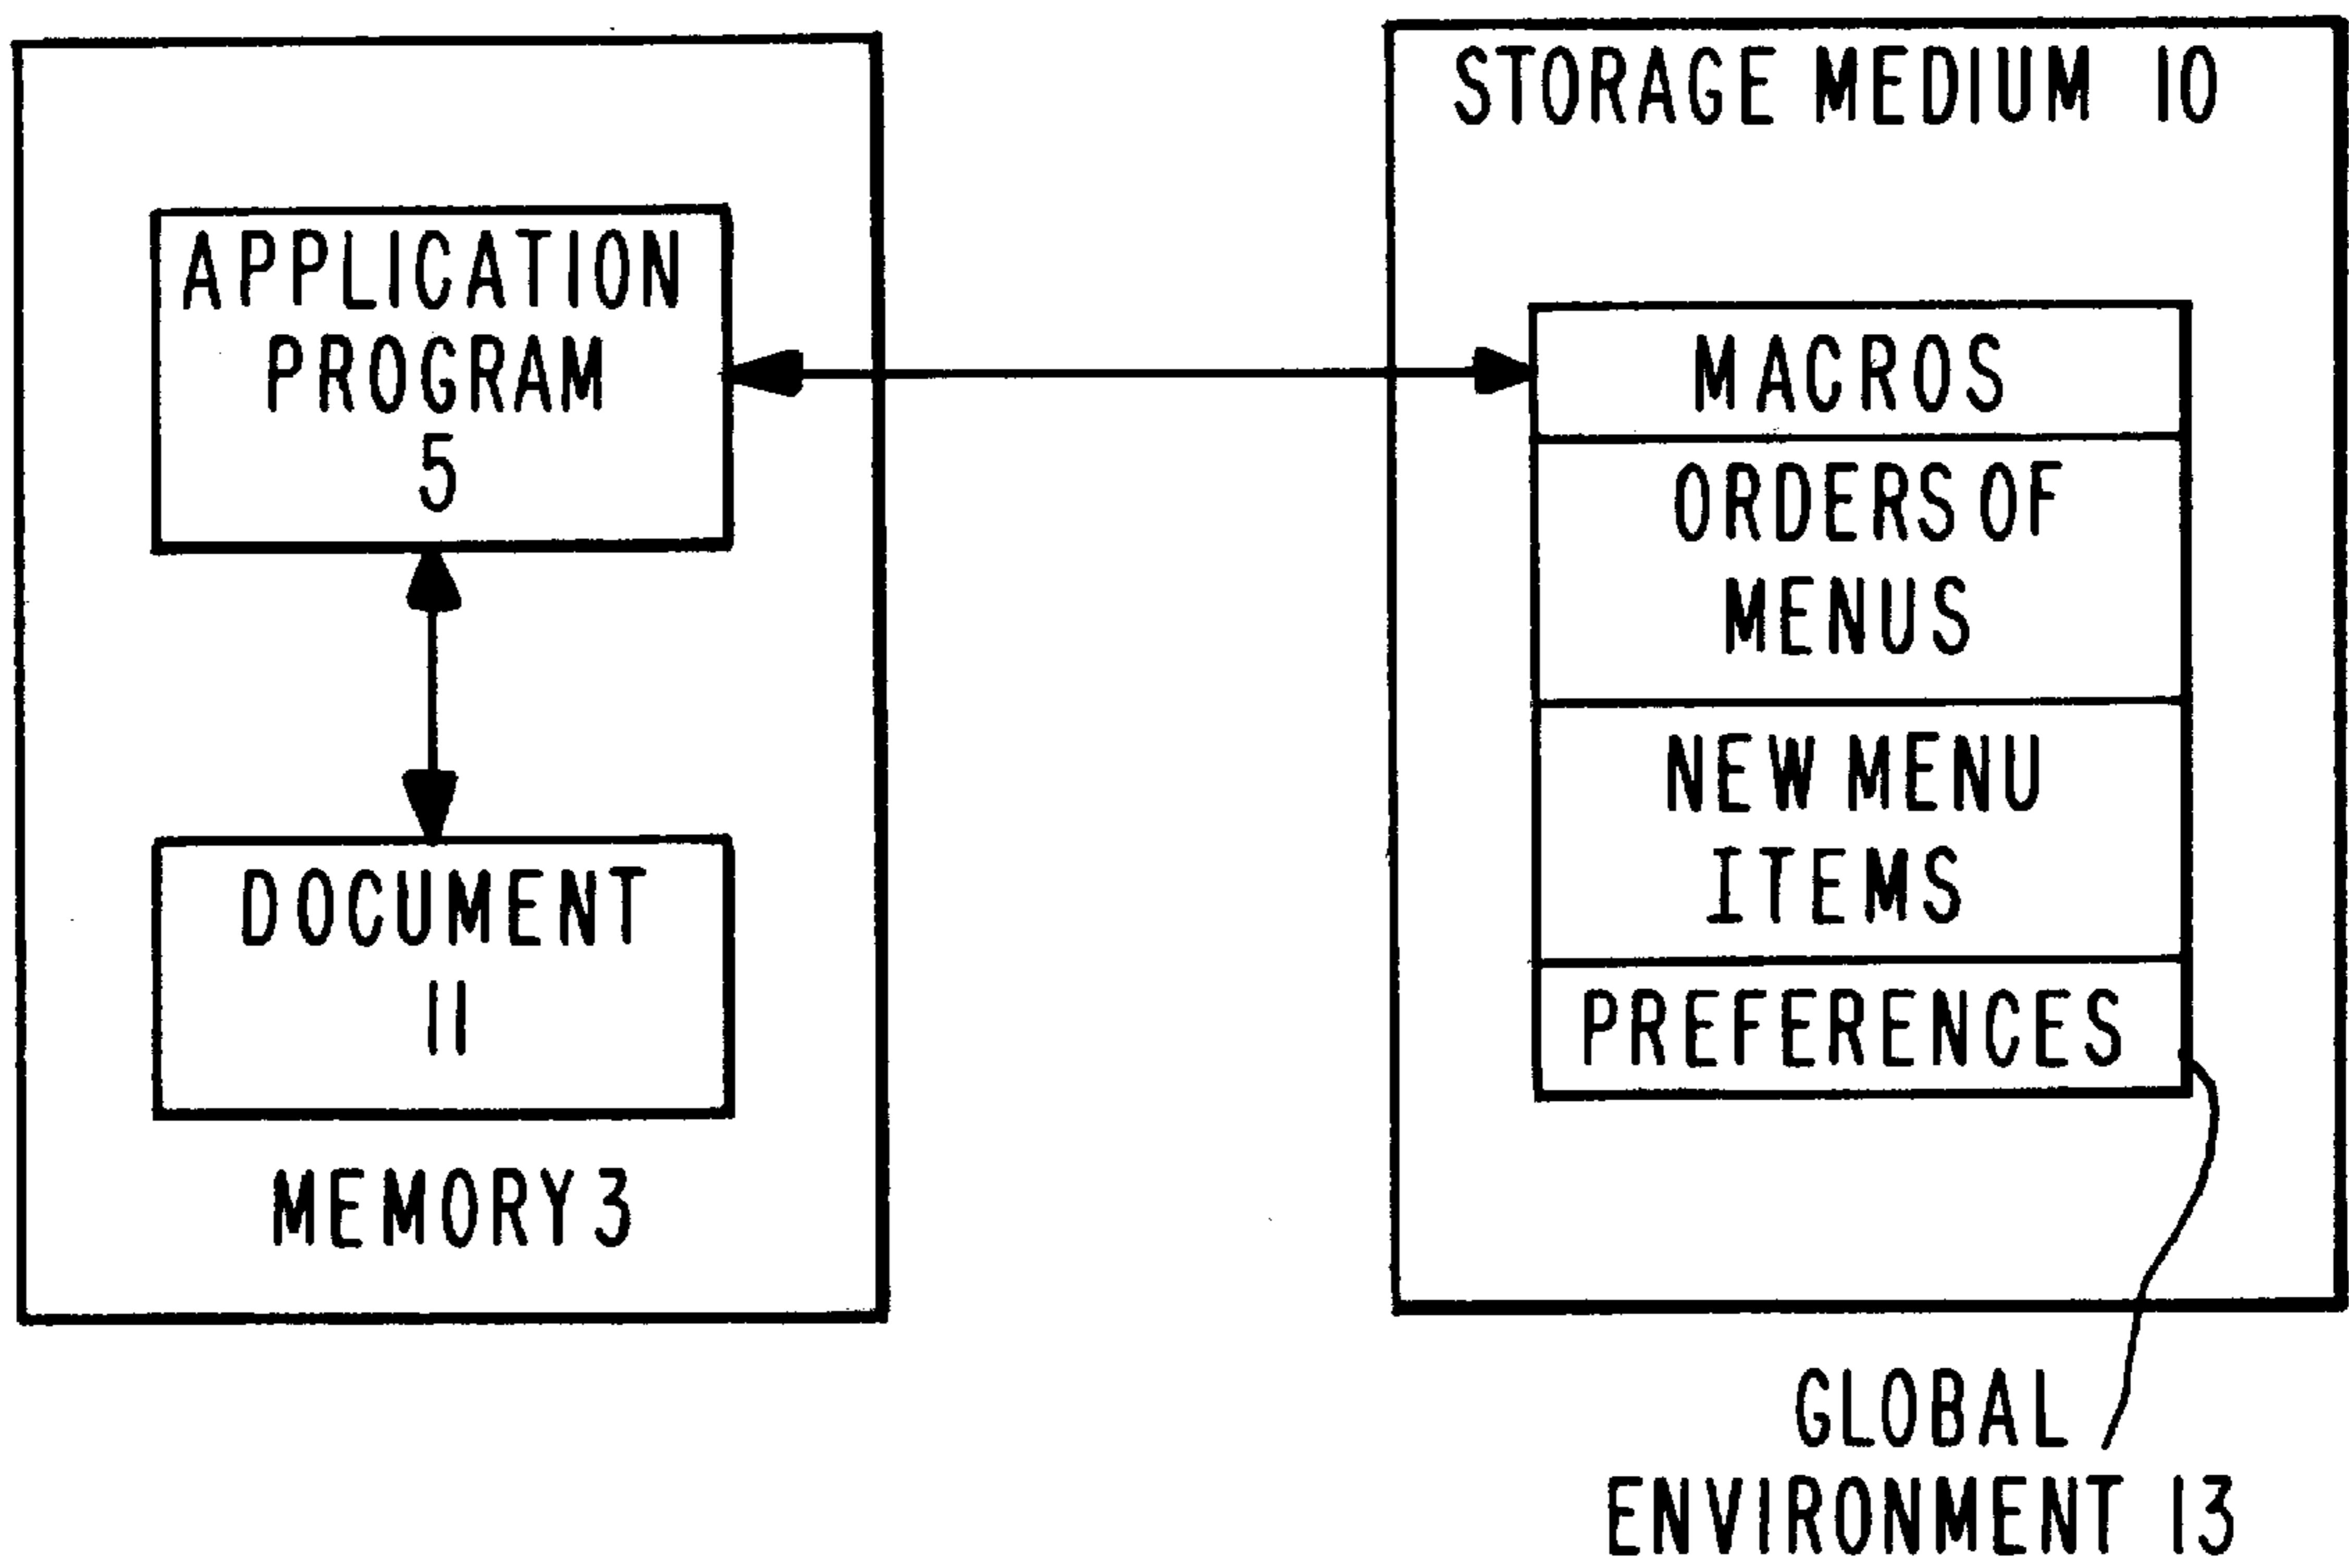 APPLICATION
PROGRAM
5
DOCUMENT
11
MEMORY 3
STORAGE MEDIUM 10
MACROS
ORDERS OF
MENUS
NEW MENU
ITEMS
PREFERENCES
GLOBAL
ENVIRONMENT 13